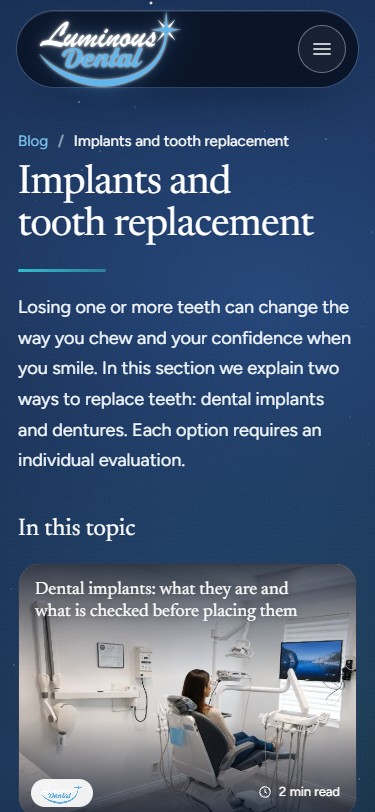 Luminous
Dental
Blog / Implants and tooth replacement
Implants and
tooth replacement
Losing one or more teeth can change the
way you chew and your confidence when
you smile. In this section we explain two
ways to replace teeth: dental implants
and dentures. Each option requires an
individual evaluation.
In this topic
Dental implants: what they are and
what is checked before placing them
Dental
2 min read